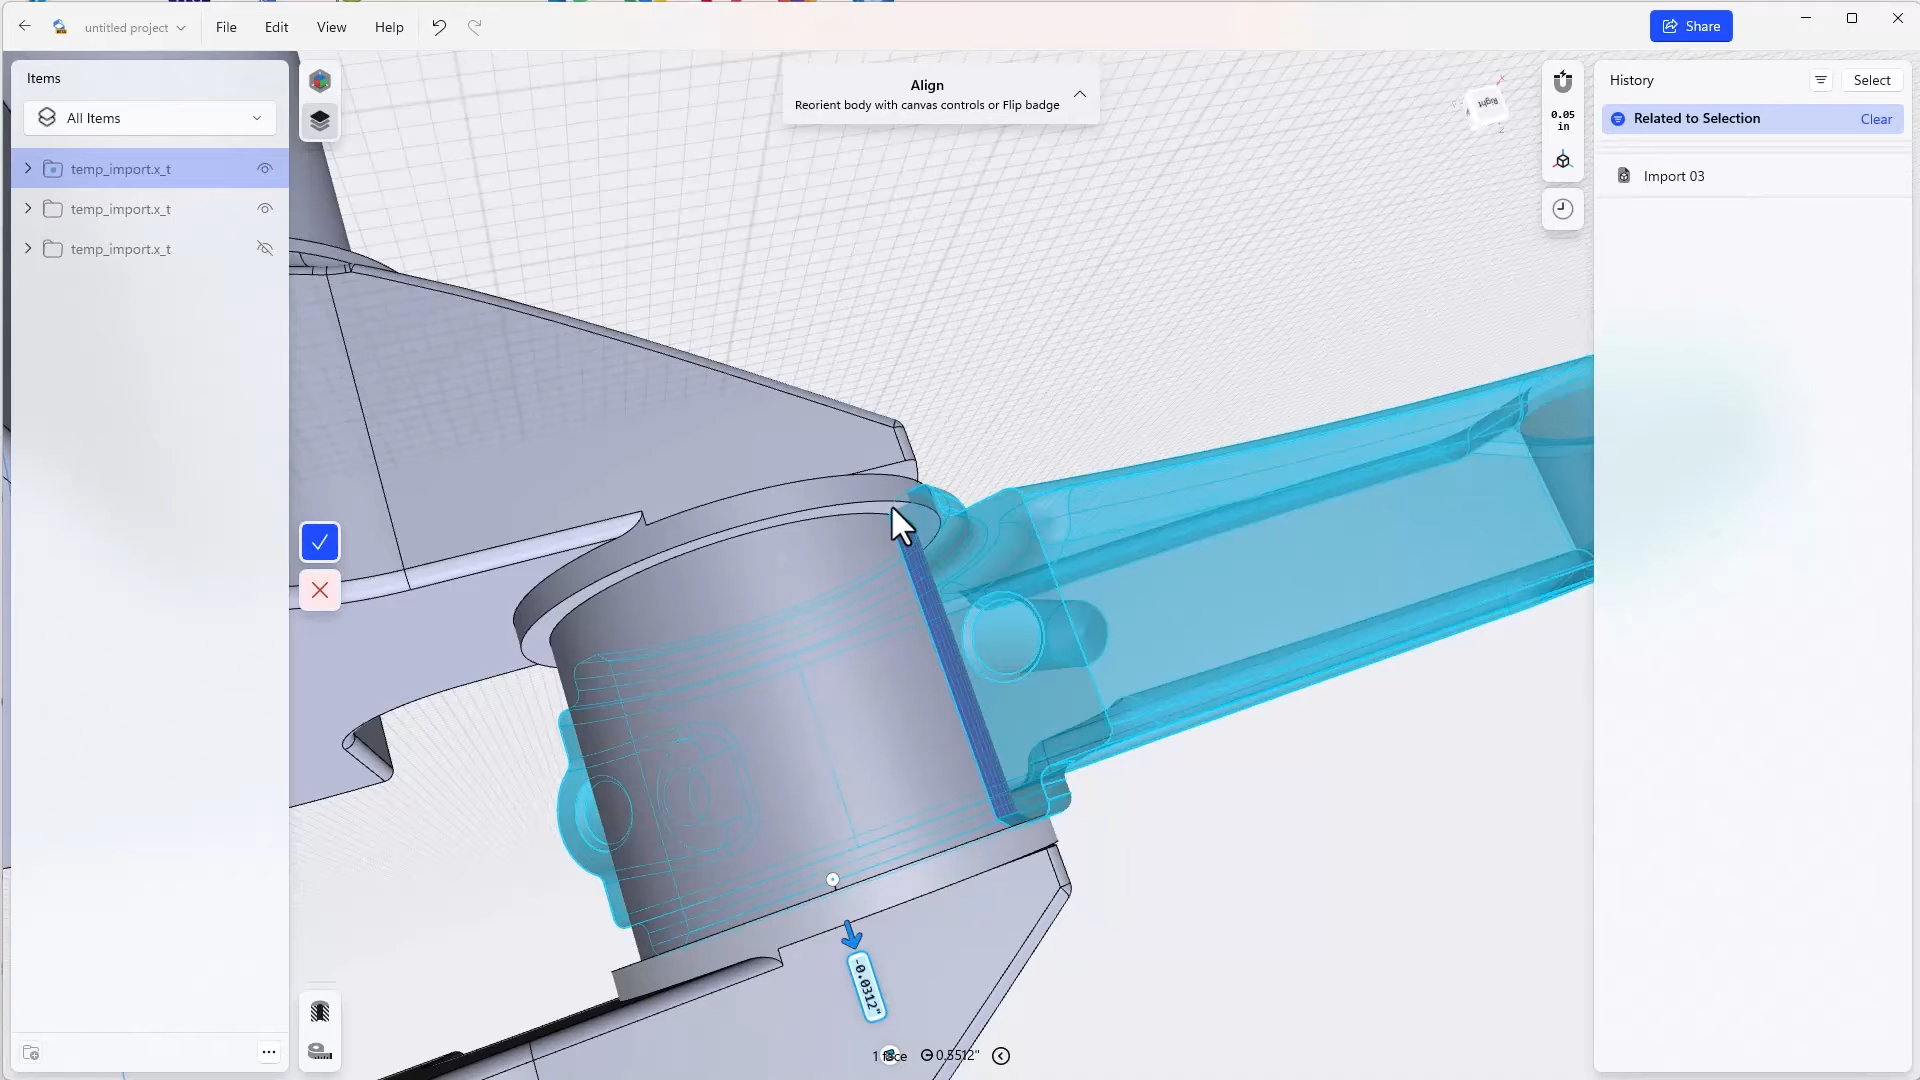 untitled project
File
Edit
View
Help
Share
Items
All Items
temp_import.x_t
temp_import.x_t
temp_import.x_t
Align
Reorient body with canvas controls or Flip badge
Right
X
Z
0.05
in
History
Select
Related to Selection
Clear
Import 03
-0.0312"
1 face
0.5512"